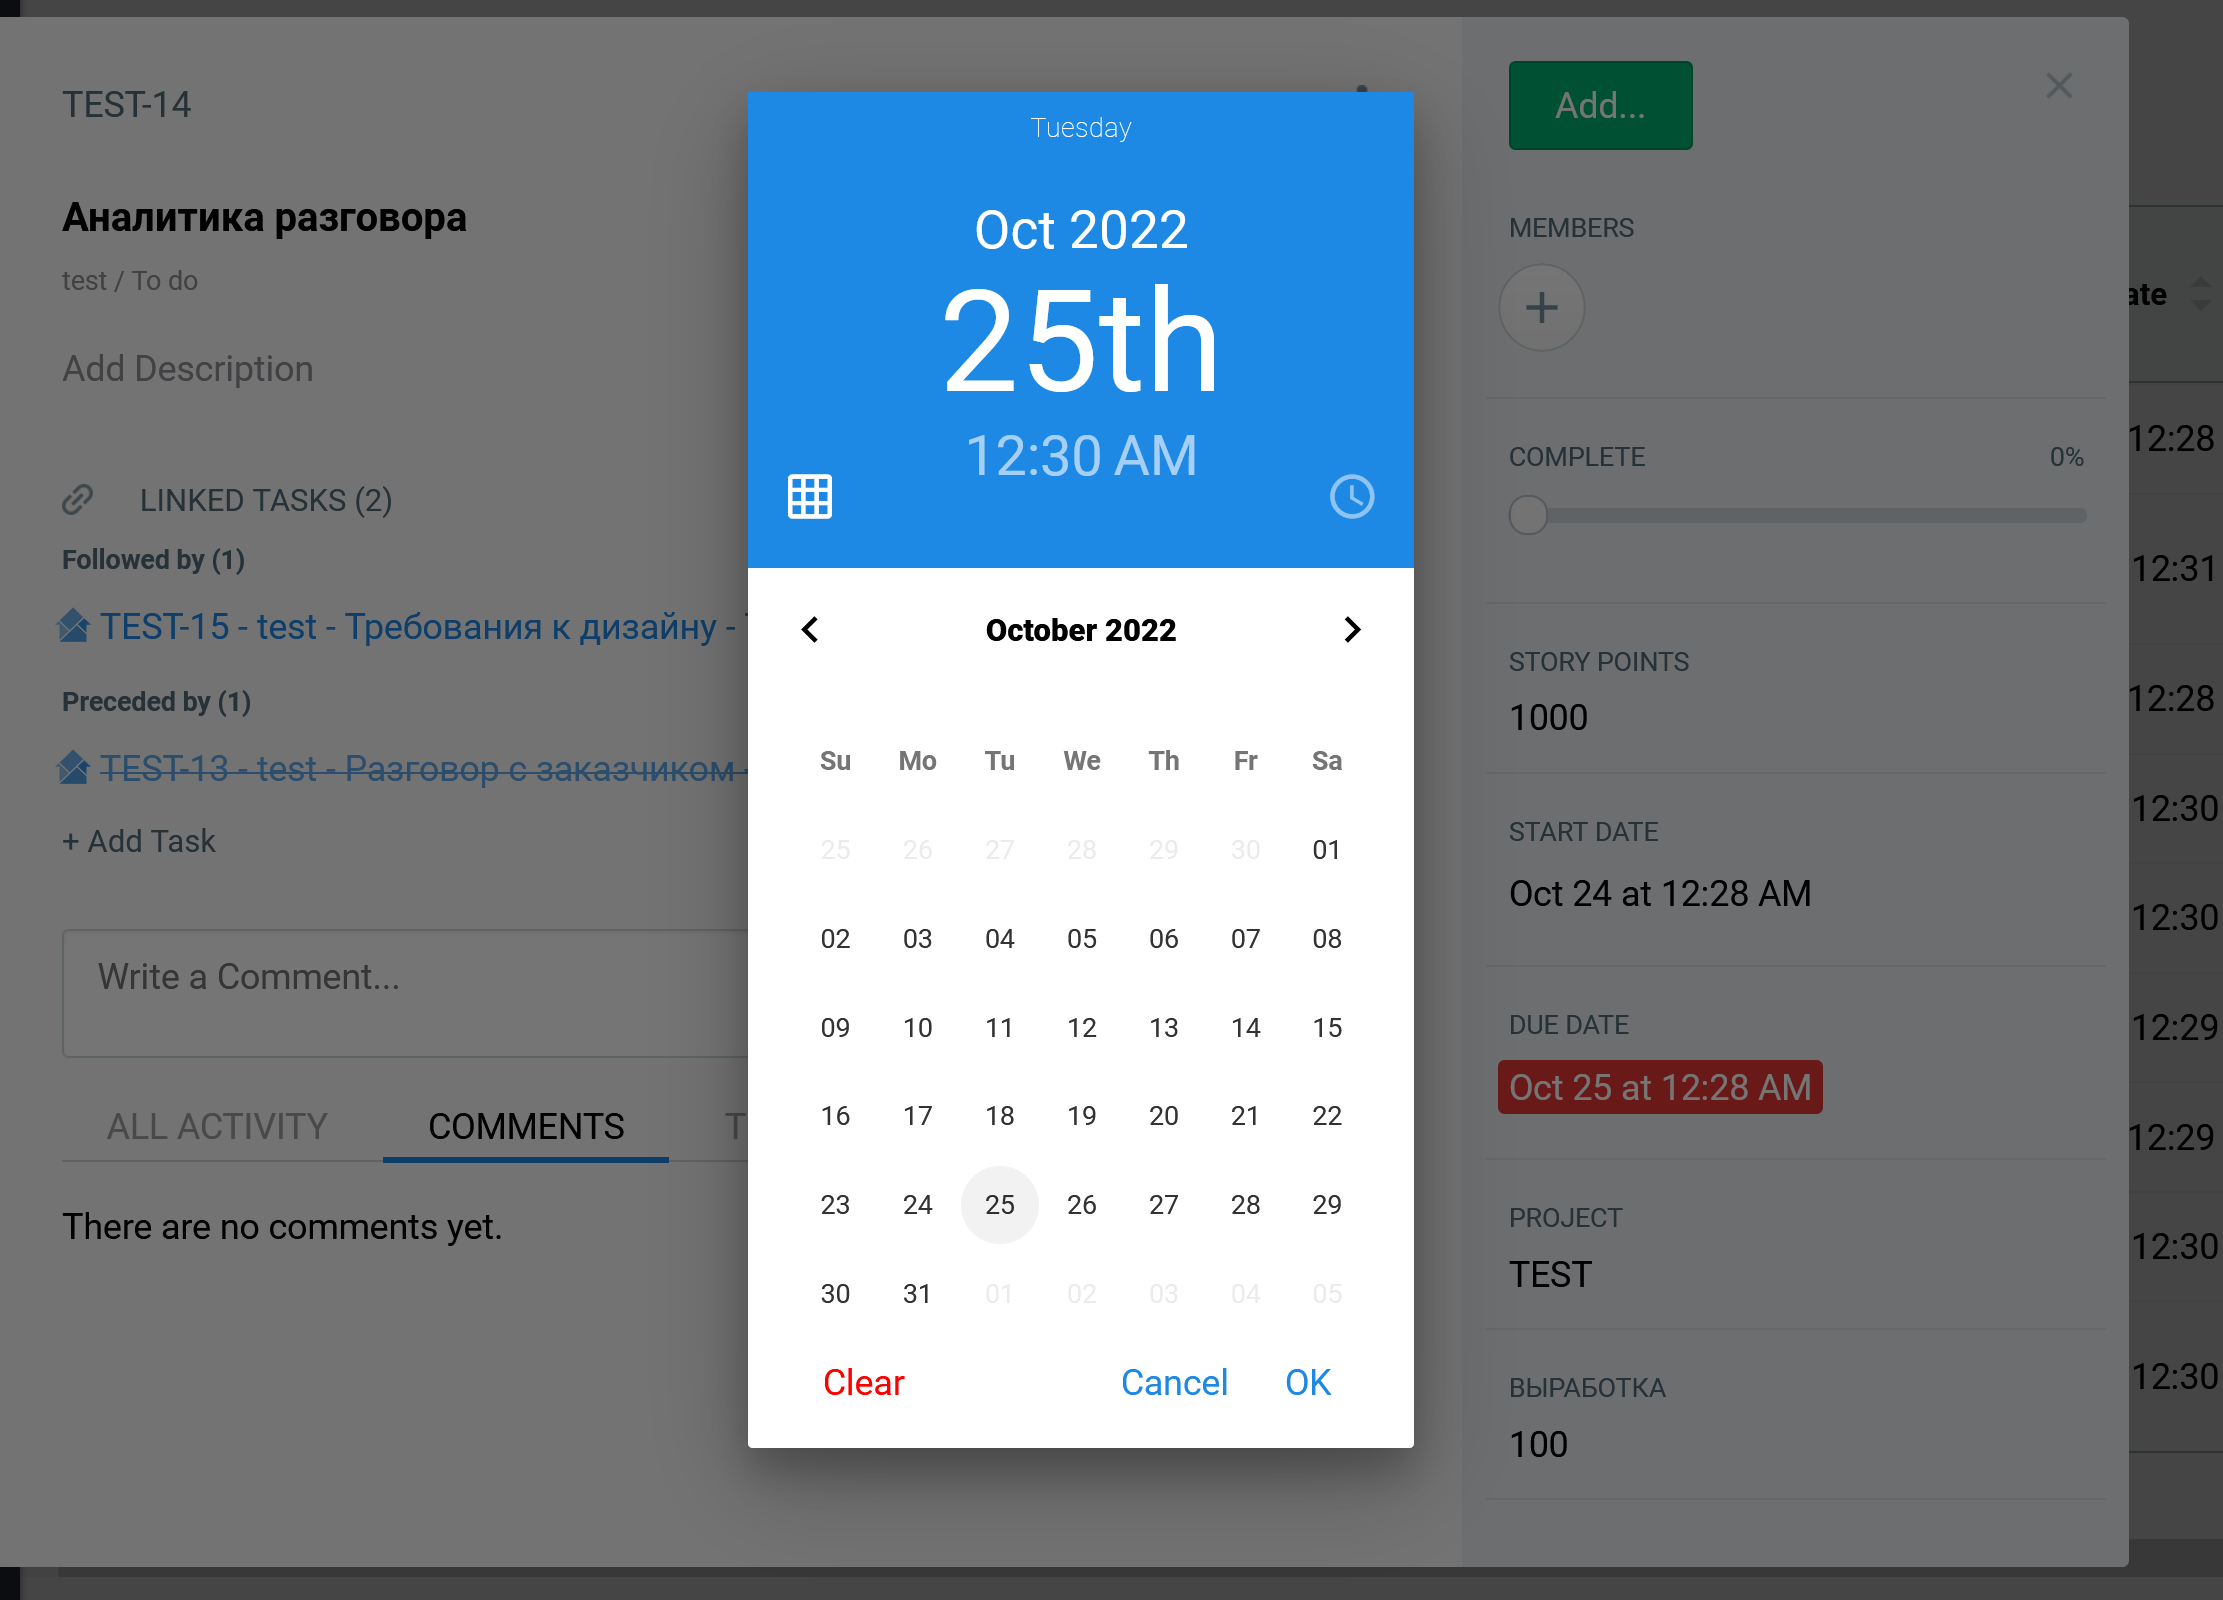 TEST-14
Аналитика разговора
test / To do
Add Description
LINKED TASKS (2)
Followed by (1)
TEST-15 - test - Требования к дизайну -
Preceded by (1)
TEST-13 - test - Разговор с заказчиком -
+ Add Task
Write a Comment...
ALL ACTIVITY COMMENTS T
There are no comments yet.
Tuesday
Oct 2022
25th
12:30 AM
October 2022
Su Mo Tu We Th Fr Sa
25 26 27 28 29 30 01
02 03 04 05 06 07 08
09 10 11 12 13 14 15
16 17 18 19 20 21 22
23 24 25 26 27 28 29
30 31 01 02 03 04 05
Clear Cancel OK
Add...
MEMBERS
COMPLETE 0%
STORY POINTS
1000
START DATE
Oct 24 at 12:28 AM
DUE DATE
Oct 25 at 12:28 AM
PROJECT
TEST
ВЫРАБОТКА
100
ate
12:28
12:31
12:28
12:30
12:30
12:29
12:29
12:30
12:30